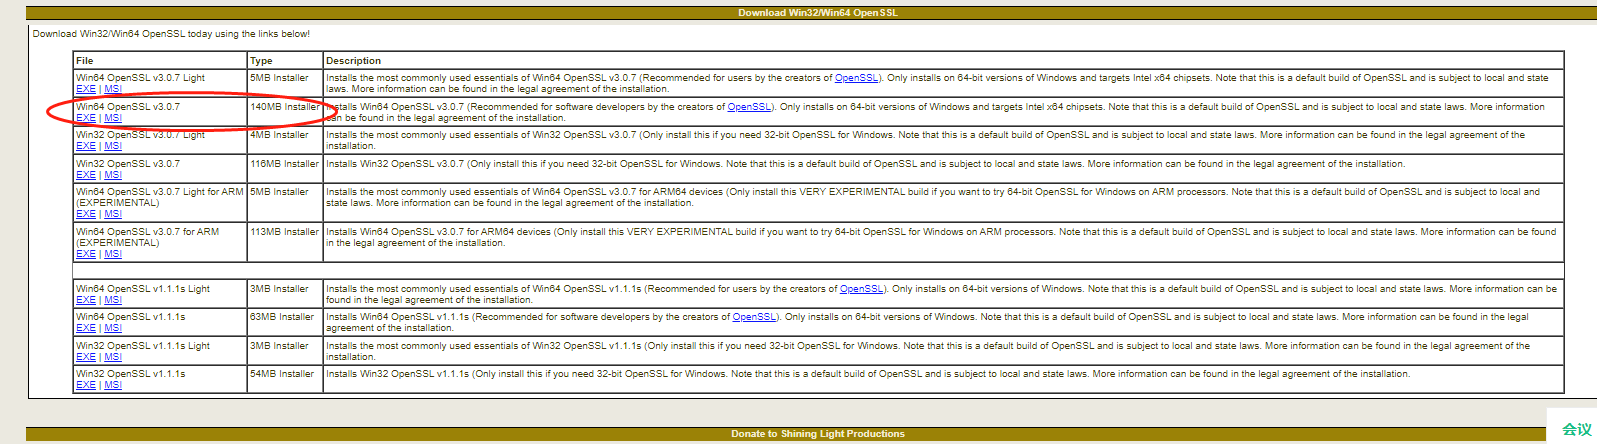 Download Win32/Win64 OpenSSL
Download Win32/Win64 OpenSSL today using the links below!
File Type Description
Win64 OpenSSL v3.0.7 Light 5MB Installer Installs the most commonly used essentials of Win64 OpenSSL v3.0.7 (Recommended for users by the creators of OpenSSL). Only installs on 64-bit versions of Windows and targets Intel x64 chipsets. Note that this is a default build of OpenSSL and is subject to local and state
EXE | MSI laws. More information can be found in the legal agreement of the installation.
Win64 OpenSSL v3.0.7 140MB Installer Installs Win64 OpenSSL v3.0.7 (Recommended for software developers by the creators of OpenSSL). Only installs on 64-bit versions of Windows and targets Intel x64 chipsets. Note that this is a default build of OpenSSL and is subject to local and state laws. More information
EXE | MSI can be found in the legal agreement of the installation.
Win32 OpenSSL v3.0.7 Light 4MB Installer Installs the most commonly used essentials of Win32 OpenSSL v3.0.7 (Only install this if you need 32-bit OpenSSL for Windows. Note that this is a default build of OpenSSL and is subject to local and state laws. More information can be found in the legal agreement of the
EXE | MSI installation.
Win32 OpenSSL v3.0.7 116MB Installer Installs Win32 OpenSSL v3.0.7 (Only install this if you need 32-bit OpenSSL for Windows. Note that this is a default build of OpenSSL and is subject to local and state laws. More information can be found in the legal agreement of the installation.
EXE | MSI
Win64 OpenSSL v3.0.7 Light for ARM 5MB Installer Installs the most commonly used essentials of Win64 OpenSSL v3.0.7 for ARM64 devices (Only install this VERY EXPERIMENTAL build if you want to try 64-bit OpenSSL for Windows on ARM processors. Note that this is a default build of OpenSSL and is subject to local and
(EXPERIMENTAL) state laws. More information can be found in the legal agreement of the installation.
EXE | MSI
Win64 OpenSSL v3.0.7 for ARM 113MB Installer Installs Win64 OpenSSL v3.0.7 for ARM64 devices (Only install this VERY EXPERIMENTAL build if you want to try 64-bit OpenSSL for Windows on ARM processors. Note that this is a default build of OpenSSL and is subject to local and state laws. More information can be found
(EXPERIMENTAL) in the legal agreement of the installation.
EXE | MSI
Win64 OpenSSL v1.1.1s Light 3MB Installer Installs the most commonly used essentials of Win64 OpenSSL v1.1.1s (Recommended for users by the creators of OpenSSL). Only installs on 64-bit versions of Windows. Note that this is a default build of OpenSSL and is subject to local and state laws. More information can be
EXE | MSI found in the legal agreement of the installation.
Win64 OpenSSL v1.1.1s 63MB Installer Installs Win64 OpenSSL v1.1.1s (Recommended for software developers by the creators of OpenSSL). Only installs on 64-bit versions of Windows. Note that this is a default build of OpenSSL and is subject to local and state laws. More information can be found in the legal
EXE | MSI agreement of the installation.
Win32 OpenSSL v1.1.1s Light 3MB Installer Installs the most commonly used essentials of Win32 OpenSSL v1.1.1s (Only install this if you need 32-bit OpenSSL for Windows. Note that this is a default build of OpenSSL and is subject to local and state laws. More information can be found in the legal agreement of the
EXE | MSI installation.
Win32 OpenSSL v1.1.1s 54MB Installer Installs Win32 OpenSSL v1.1.1s (Only install this if you need 32-bit OpenSSL for Windows. Note that this is a default build of OpenSSL and is subject to local and state laws. More information can be found in the legal agreement of the installation.
EXE | MSI
Donate to Shining Light Productions
会议